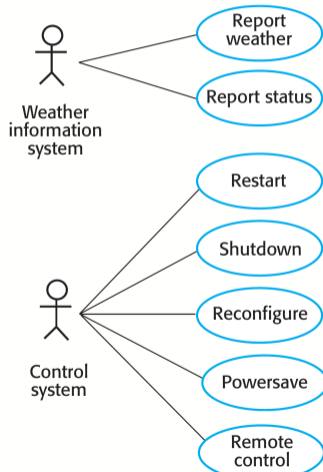 Report
weather
Weather
information
system
Report status
Restart
Shutdown
Reconfigure
Control
system
Powersave
Remote
control